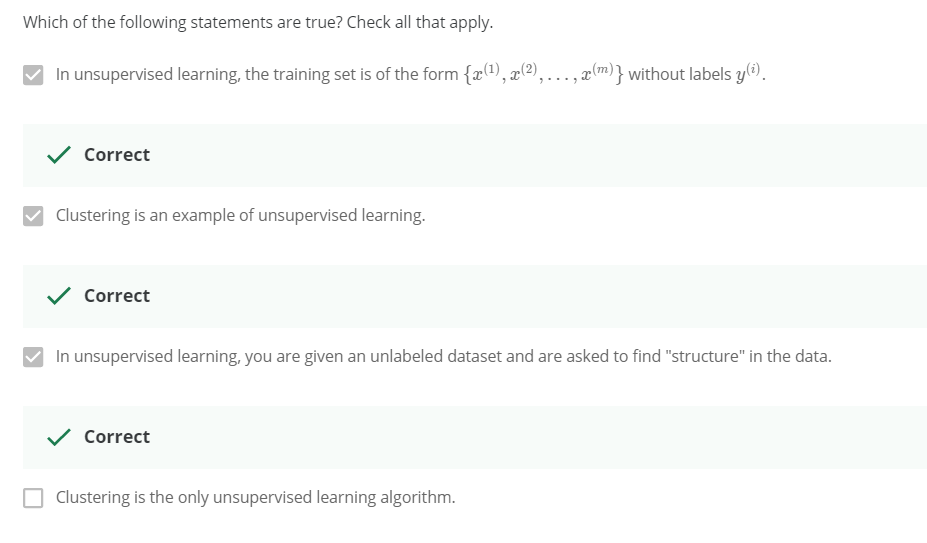 Which of the following statements are true? Check all that apply.
In unsupervised learning, the training set is of the form {x^(1), x^(2), . . . , x^(m)} without labels y^(i).
Correct
Clustering is an example of unsupervised learning.
Correct
In unsupervised learning, you are given an unlabeled dataset and are asked to find "structure" in the data.
Correct
Clustering is the only unsupervised learning algorithm.